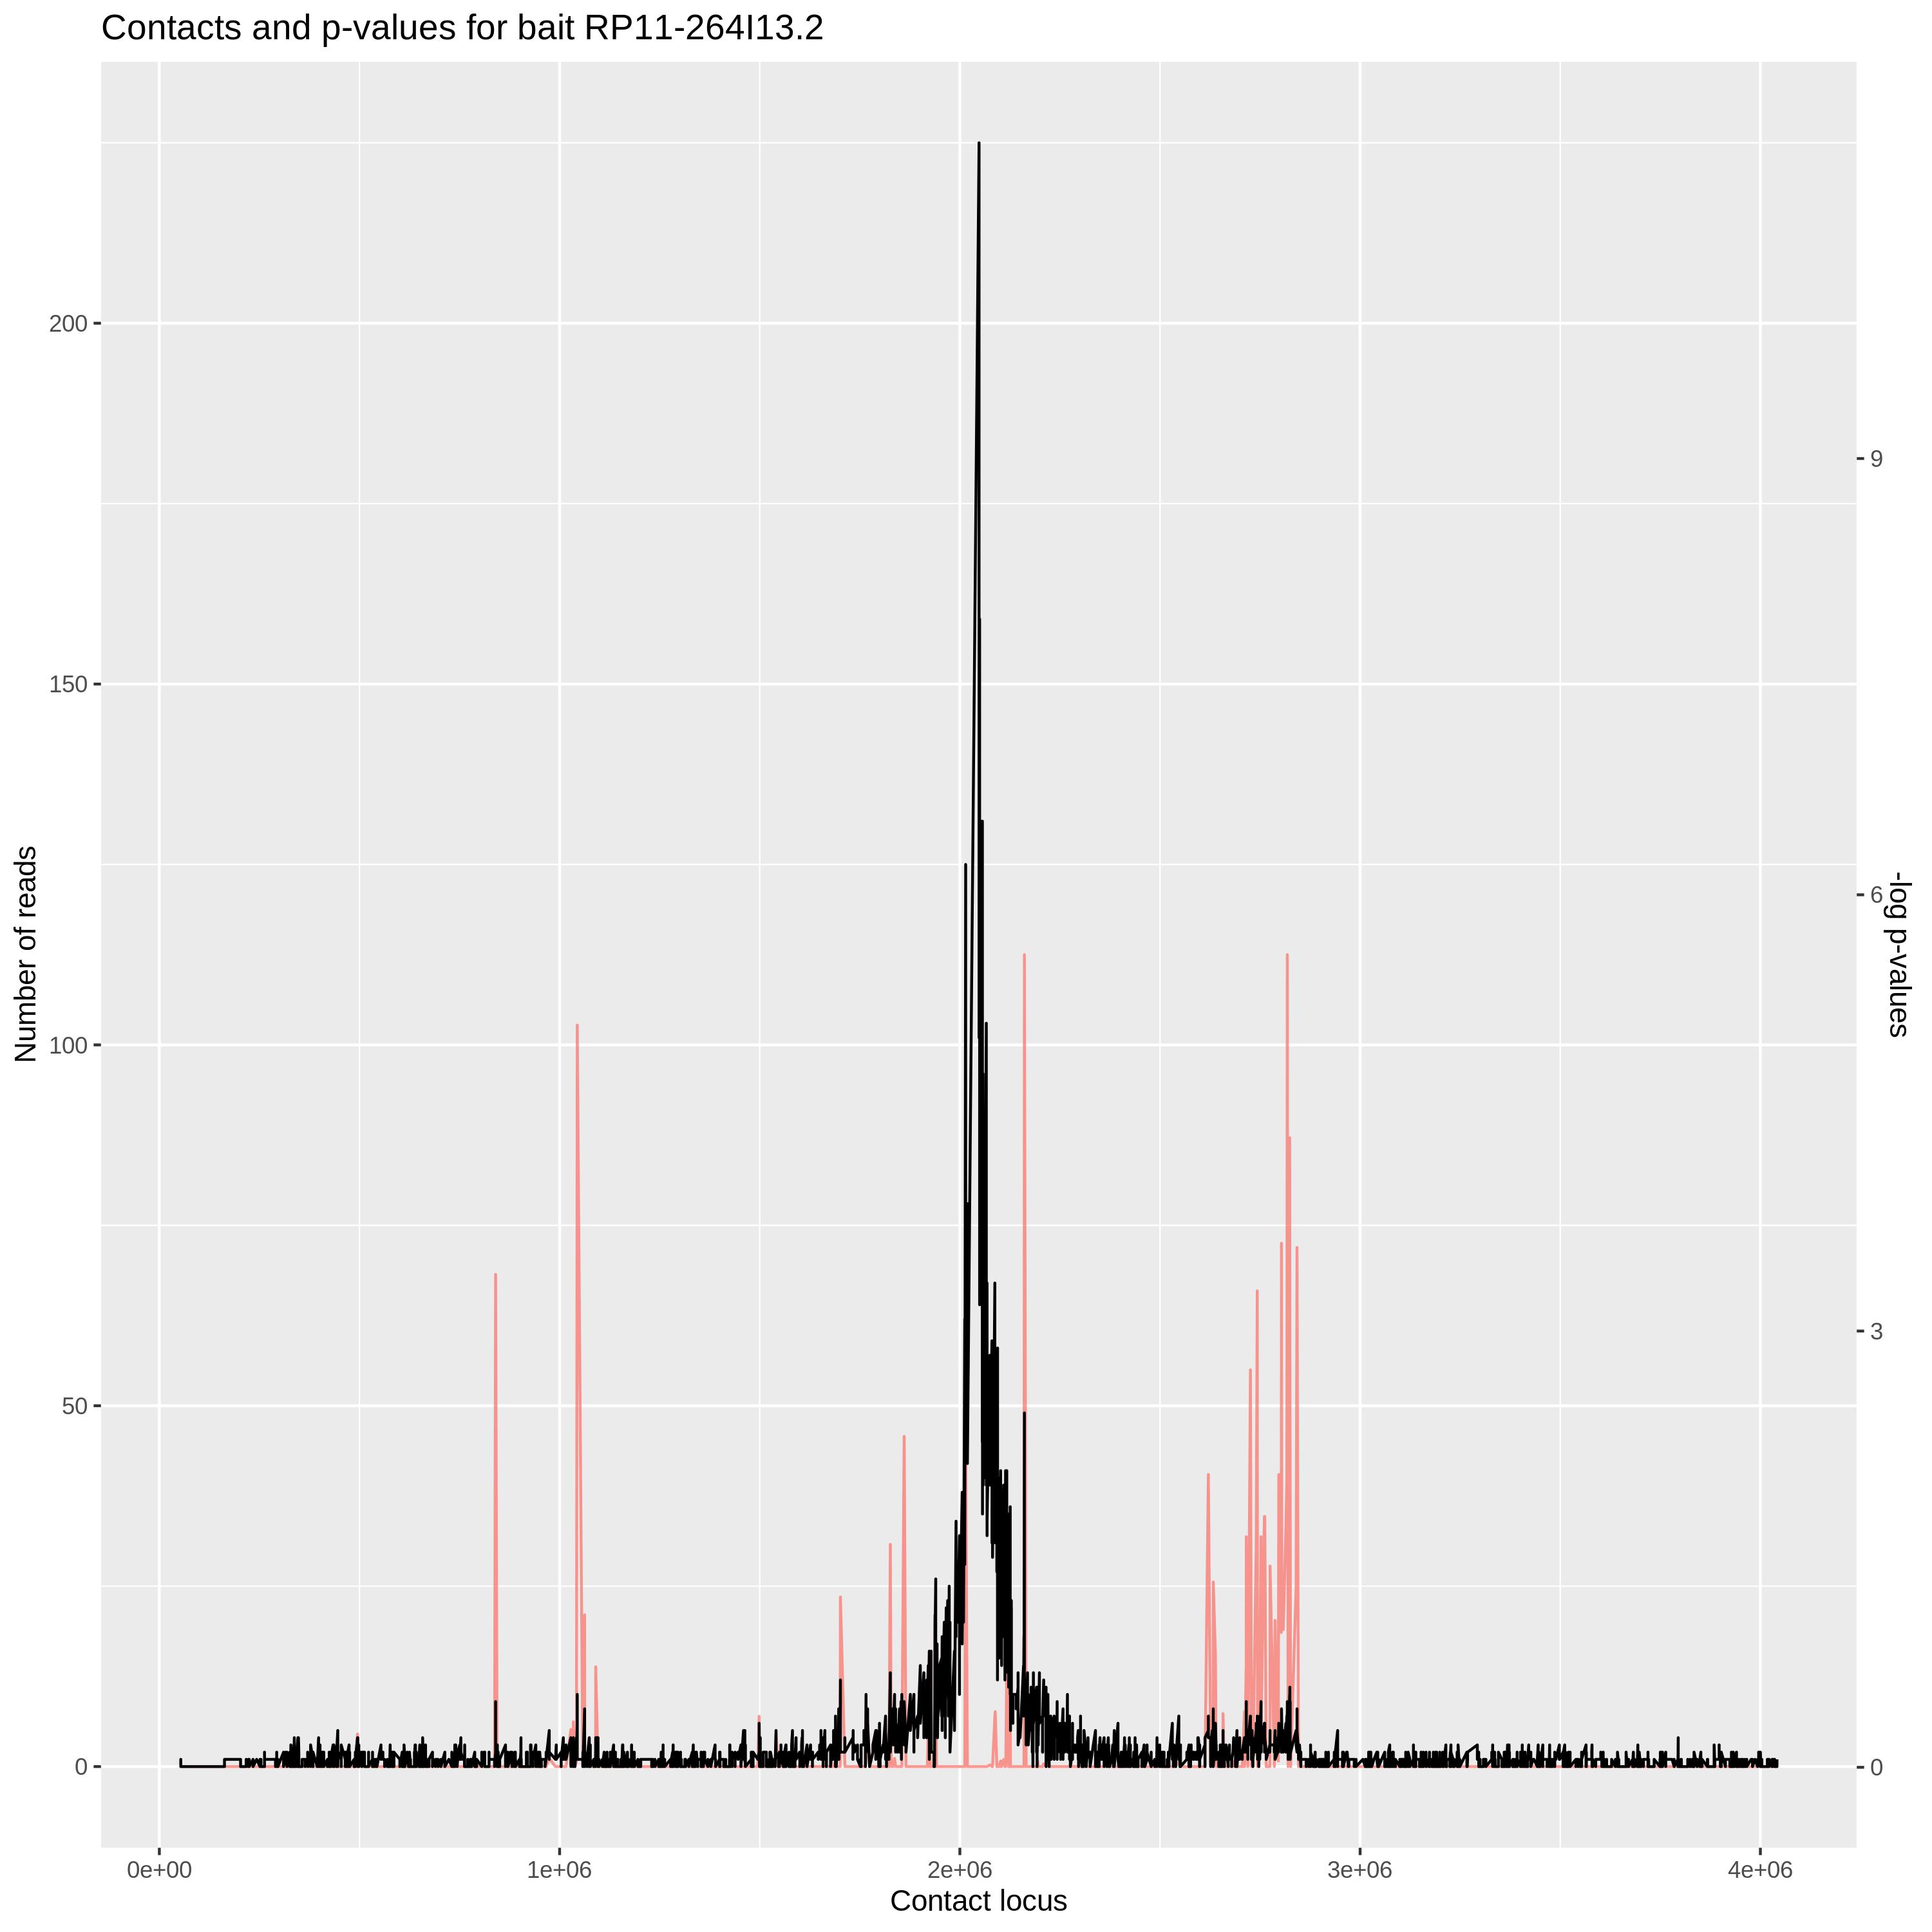 Contacts and p-values for bait RP11-264I13.2
Number of reads
200
150
100
50
0
9
6
3
0
-log p-values
0e+00 1e+06 2e+06 3e+06 4e+06
Contact locus